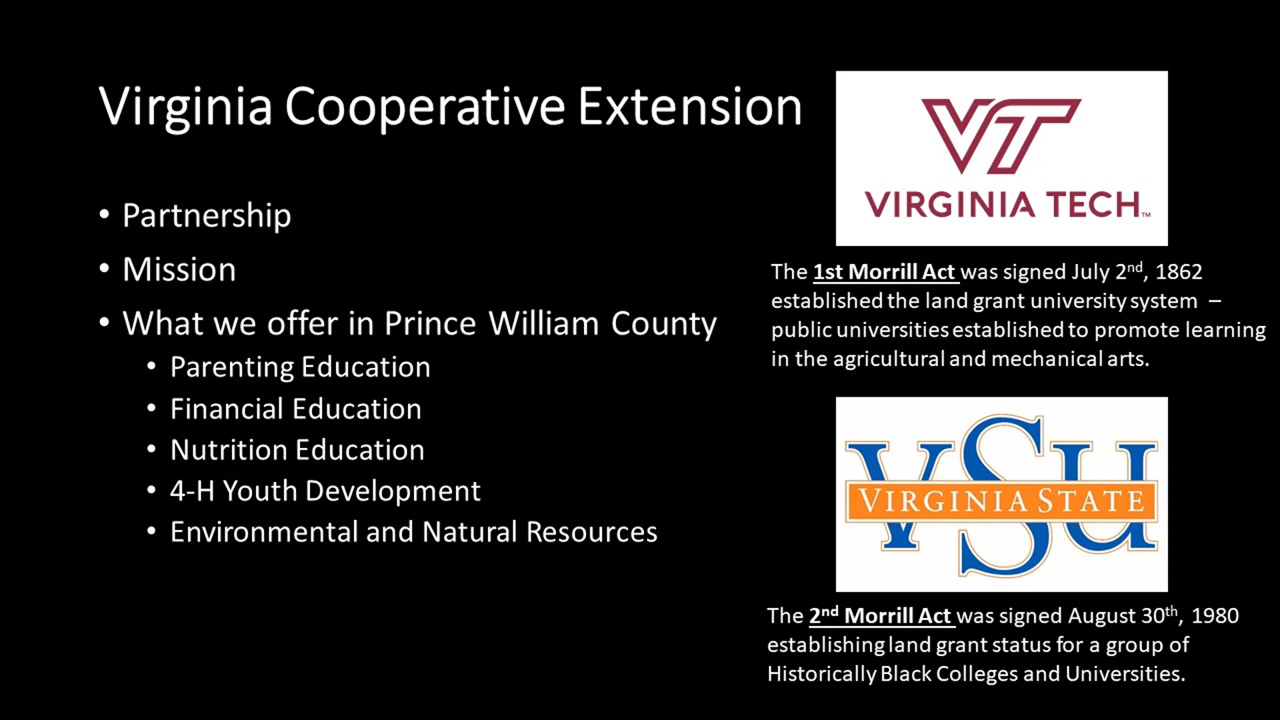 Virginia Cooperative Extension
• Partnership
• Mission
• What we offer in Prince William County
• Parenting Education
• Financial Education
• Nutrition Education
• 4-H Youth Development
• Environmental and Natural Resources
VT
VIRGINIA TECH™
The 1st Morrill Act was signed July 2nd, 1862
established the land grant university system –
public universities established to promote learning
in the agricultural and mechanical arts.
VSU
VIRGINIA STATE
The 2nd Morrill Act was signed August 30th, 1980
establishing land grant status for a group of
Historically Black Colleges and Universities.